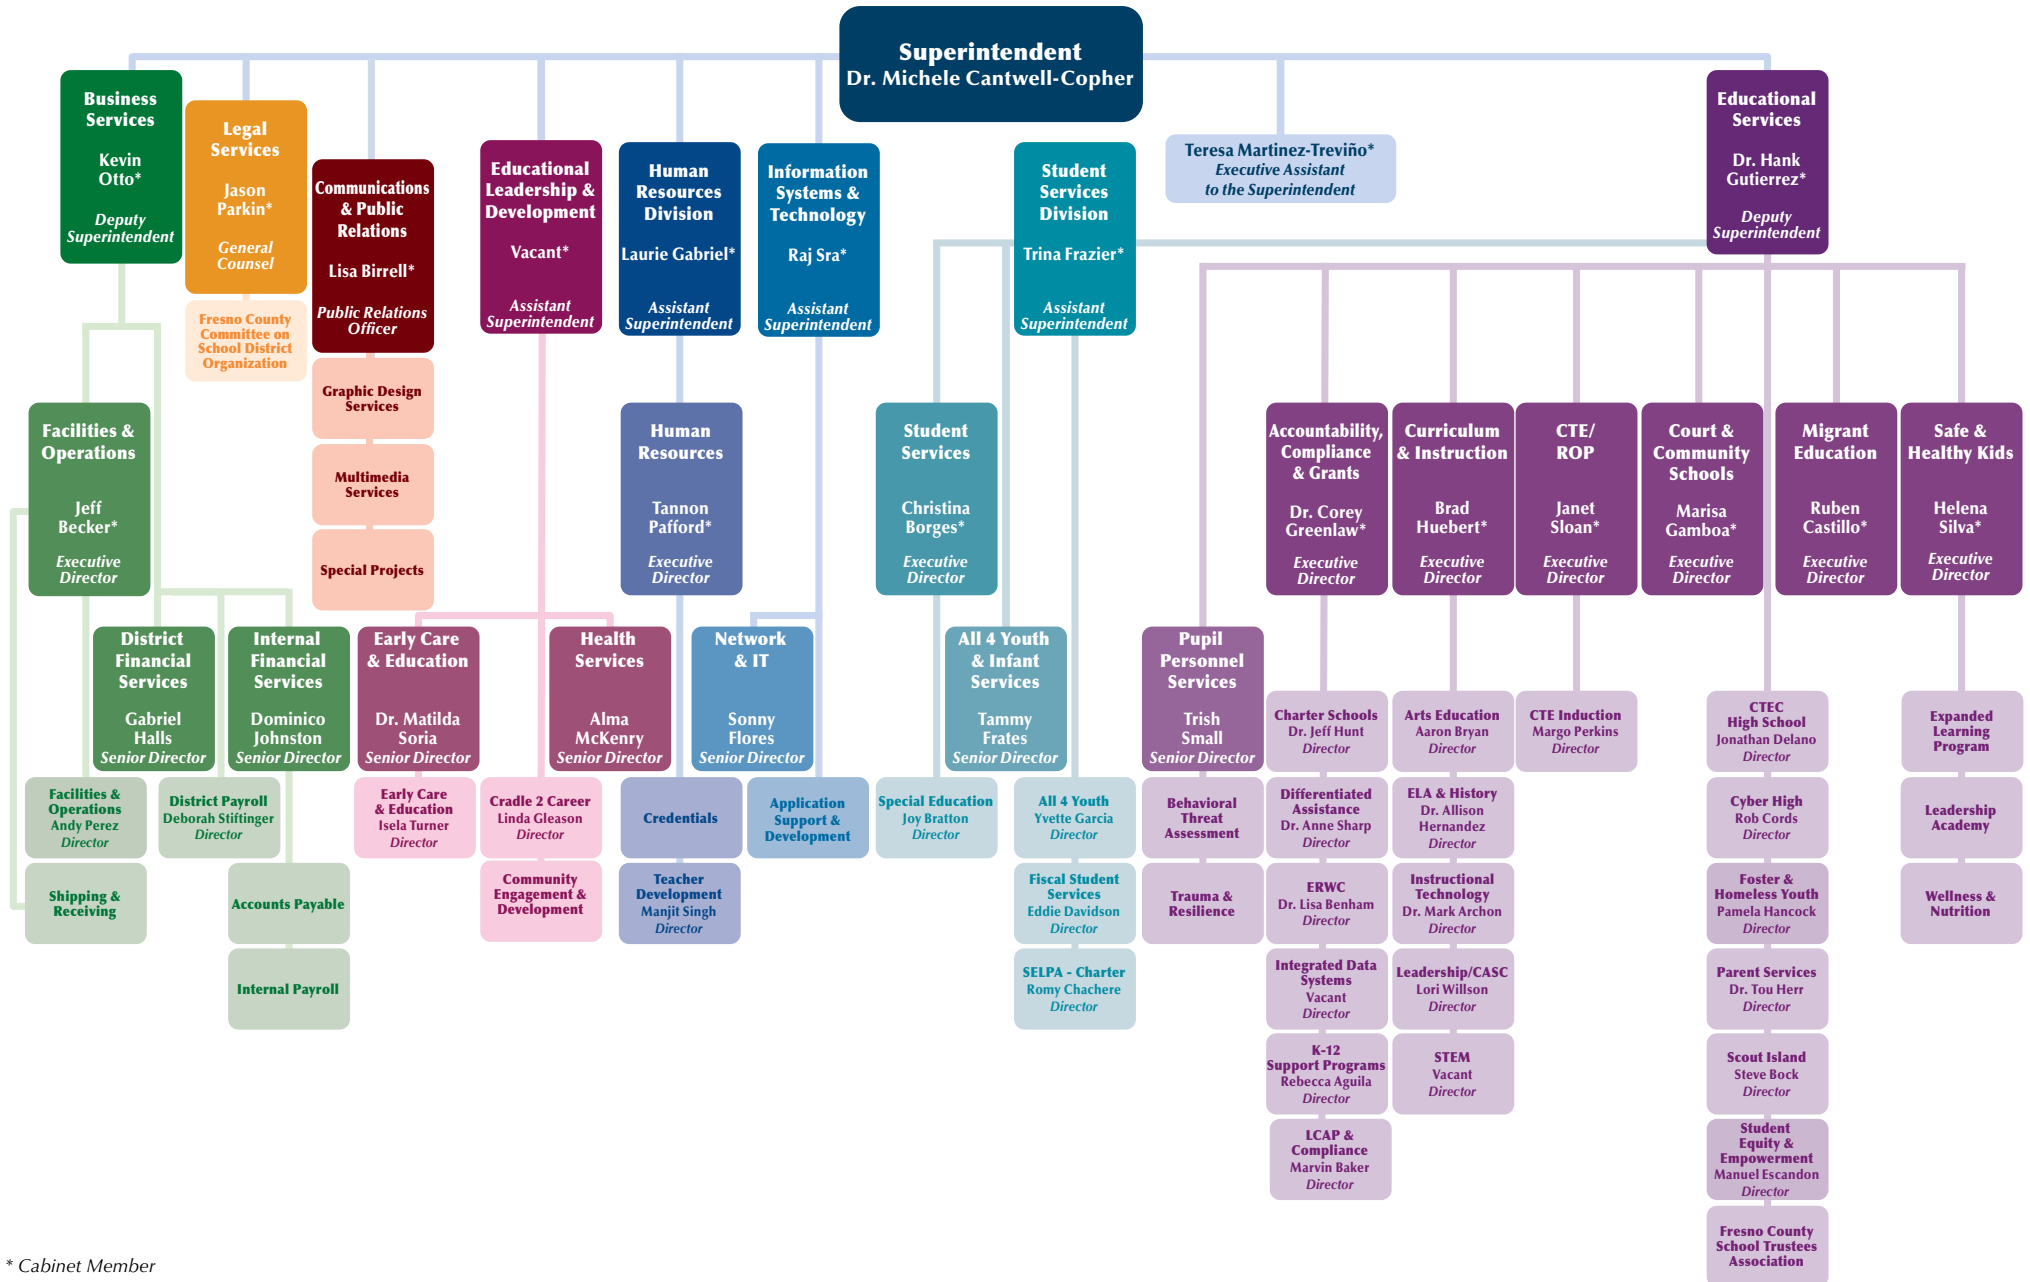 Superintendent
Dr. Michele Cantwell-Copher
Business
Services
Kevin
Otto*
Deputy
Superintendent
Legal
Services
Jason
Parkin*
General
Counsel
Fresno County
Committee on
School District
Organization
Communications
& Public
Relations
Lisa Birrell*
Public Relations
Officer
Graphic Design
Services
Multimedia
Services
Special Projects
Educational
Leadership &
Development
Vacant*
Assistant
Superintendent
Human
Resources
Division
Laurie Gabriel*
Assistant
Superintendent
Information
Systems &
Technology
Raj Sra*
Assistant
Superintendent
Student
Services
Division
Trina Frazier*
Assistant
Superintendent
Teresa Martinez-Treviño*
Executive Assistant
to the Superintendent
Educational
Services
Dr. Hank
Gutierrez*
Deputy
Superintendent
Facilities &
Operations
Jeff
Becker*
Executive
Director
Human
Resources
Tannon
Pafford*
Executive
Director
Student
Services
Christina
Borges*
Executive
Director
Accountability,
Compliance
& Grants
Dr. Corey
Greenlaw*
Executive
Director
Curriculum
& Instruction
Brad
Huebert*
Executive
Director
CTE/
ROP
Janet
Sloan*
Executive
Director
Court &
Community
Schools
Marisa
Gamboa*
Executive
Director
Migrant
Education
Ruben
Castillo*
Executive
Director
Safe &
Healthy Kids
Helena
Silva*
Executive
Director
District
Financial
Services
Gabriel
Halls
Senior Director
Internal
Financial
Services
Dominico
Johnston
Senior Director
Early Care
& Education
Dr. Matilda
Soria
Senior Director
Health
Services
Alma
McKenry
Senior Director
Network
& IT
Sonny
Flores
Senior Director
All 4 Youth
& Infant
Services
Tammy
Frates
Senior Director
Pupil
Personnel
Services
Trish
Small
Senior Director
Facilities &
Operations
Andy Perez
Director
Shipping &
Receiving
District Payroll
Deborah Stiftinger
Director
Accounts Payable
Internal Payroll
Early Care
& Education
Isela Turner
Director
Cradle 2 Career
Linda Gleason
Director
Community
Engagement &
Development
Credentials
Teacher
Development
Manjit Singh
Director
Application
Support &
Development
Special Education
Joy Bratton
Director
All 4 Youth
Yvette Garcia
Director
Fiscal Student
Services
Eddie Davidson
Director
SELPA - Charter
Romy Chachere
Director
Behavioral
Threat
Assessment
Trauma &
Resilience
Charter Schools
Dr. Jeff Hunt
Director
Differentiated
Assistance
Dr. Anne Sharp
Director
ERWC
Dr. Lisa Benham
Director
Integrated Data
Systems
Vacant
Director
K-12
Support Programs
Rebecca Aguila
Director
LCAP &
Compliance
Marvin Baker
Director
Arts Education
Aaron Bryan
Director
ELA & History
Dr. Allison
Hernandez
Director
Instructional
Technology
Dr. Mark Archon
Director
Leadership/CASC
Lori Willson
Director
STEM
Vacant
Director
CTE Induction
Margo Perkins
Director
CTEC
High School
Jonathan Delano
Director
Cyber High
Rob Cords
Director
Foster &
Homeless Youth
Pamela Hancock
Director
Parent Services
Dr. Tou Herr
Director
Scout Island
Steve Bock
Director
Student
Equity &
Empowerment
Manuel Escandon
Director
Fresno County
School Trustees
Association
Expanded
Learning
Program
Leadership
Academy
Wellness &
Nutrition
* Cabinet Member